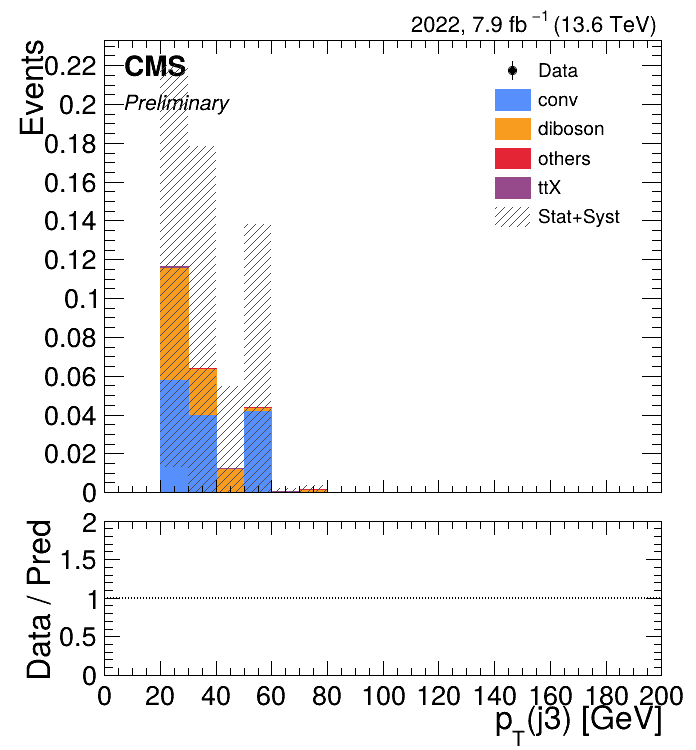 2022, 7.9 fb⁻¹ (13.6 TeV)
Events
CMS
Preliminary
Data
conv
diboson
others
ttX
Stat+Syst
0.22
0.2
0.18
0.16
0.14
0.12
0.1
0.08
0.06
0.04
0.02
0
Data / Pred
2
1.5
1
0.5
0
0 20 40 60 80 100 120 140 160 180 200
p_T(j3) [GeV]